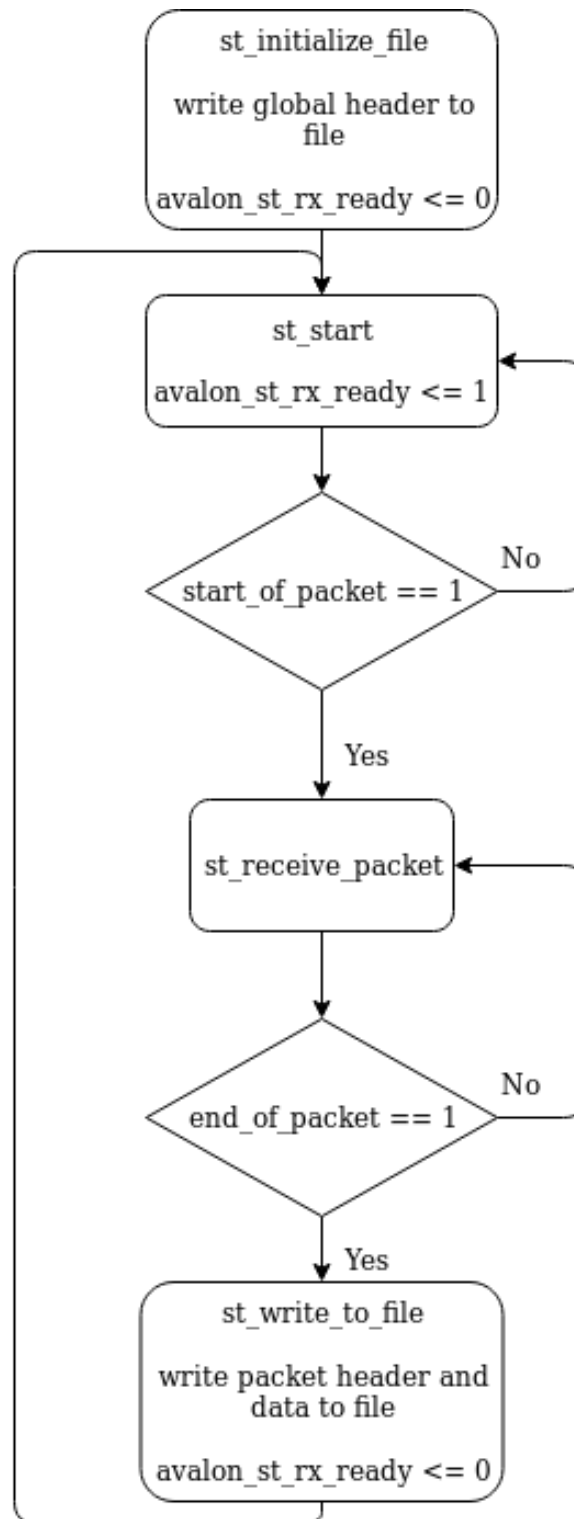 st_initialize_file
write global header to
file
avalon_st_rx_ready <= 0
st_start
avalon_st_rx_ready <= 1
start_of_packet == 1
No
Yes
st_receive_packet
end_of_packet == 1
No
Yes
st_write_to_file
write packet header and
data to file
avalon_st_rx_ready <= 0